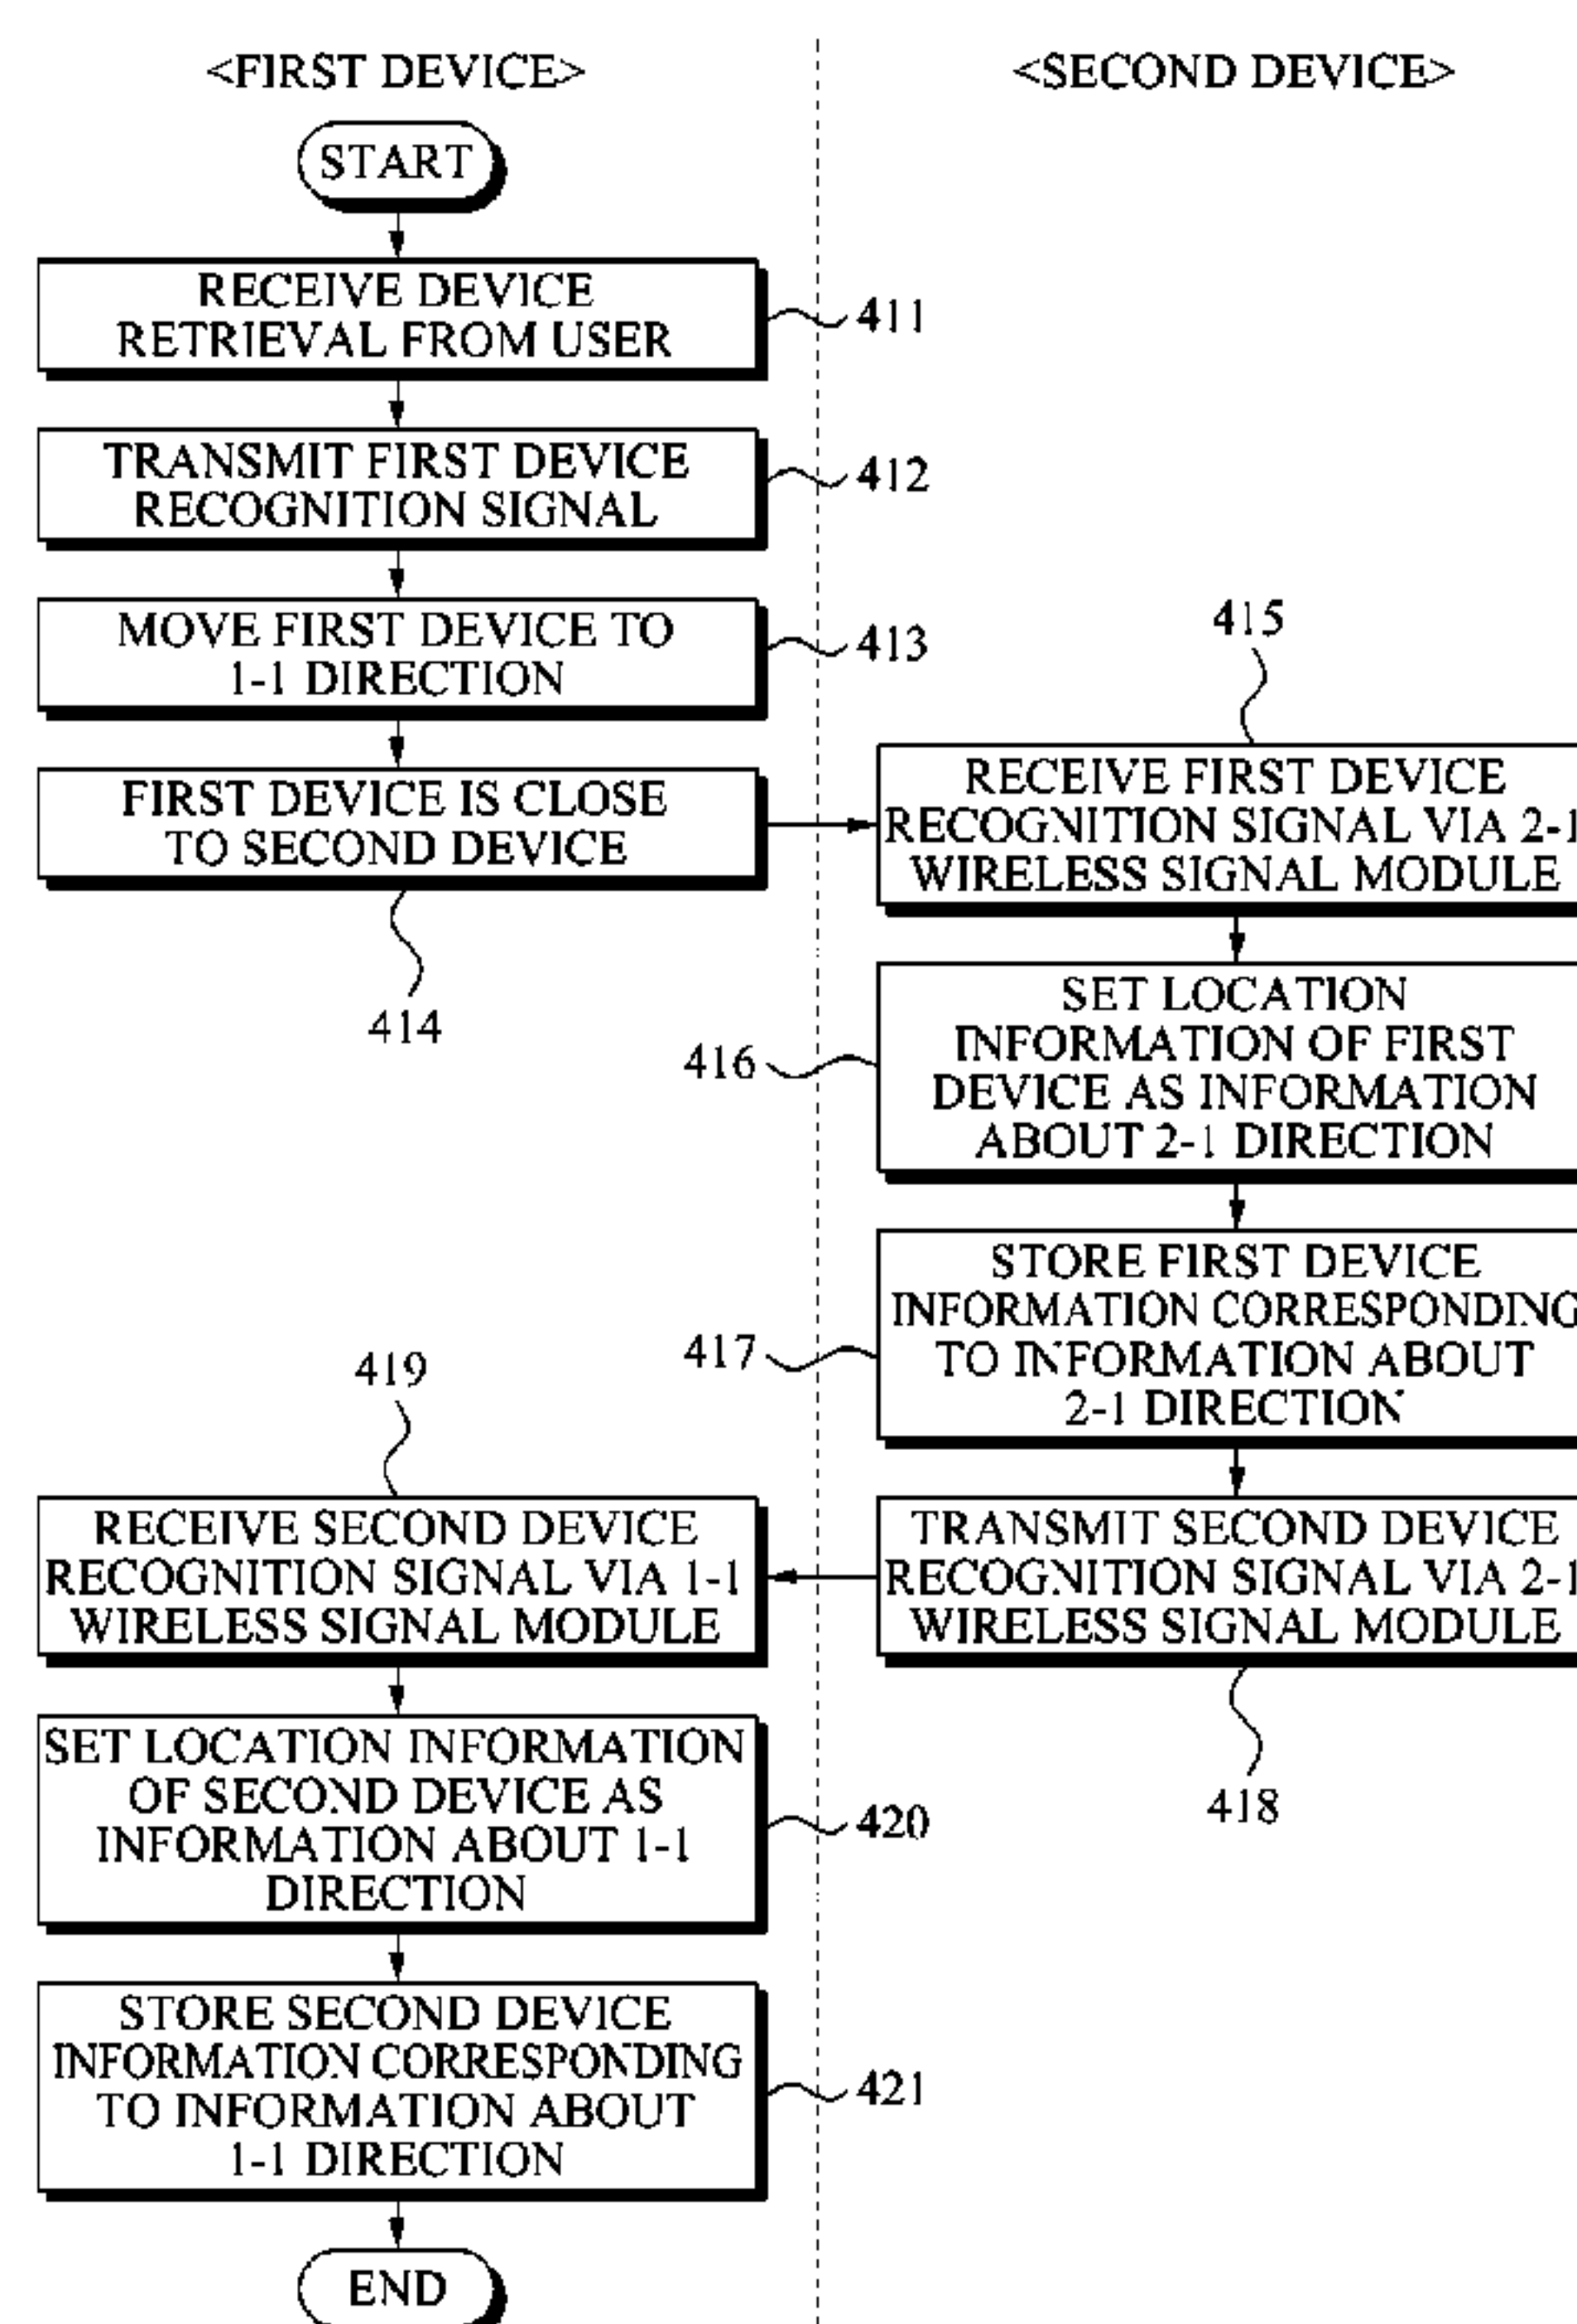 <FIRST DEVICE>
<SECOND DEVICE>
START
RECEIVE DEVICE
RETRIEVAL FROM USER
411
TRANSMIT FIRST DEVICE
RECOGNITION SIGNAL
412
MOVE FIRST DEVICE TO
1-1 DIRECTION
413
FIRST DEVICE IS CLOSE
TO SECOND DEVICE
414
415
RECEIVE FIRST DEVICE
RECOGNITION SIGNAL VIA 2-1
WIRELESS SIGNAL MODULE
416
SET LOCATION
INFORMATION OF FIRST
DEVICE AS INFORMATION
ABOUT 2-1 DIRECTION
417
STORE FIRST DEVICE
INFORMATION CORRESPONDING
TO INFORMATION ABOUT
2-1 DIRECTION
TRANSMIT SECOND DEVICE
RECOGNITION SIGNAL VIA 2-1
WIRELESS SIGNAL MODULE
418
419
RECEIVE SECOND DEVICE
RECOGNITION SIGNAL VIA 1-1
WIRELESS SIGNAL MODULE
SET LOCATION INFORMATION
OF SECOND DEVICE AS
INFORMATION ABOUT 1-1
DIRECTION
420
STORE SECOND DEVICE
INFORMATION CORRESPONDING
TO INFORMATION ABOUT
1-1 DIRECTION
421
END